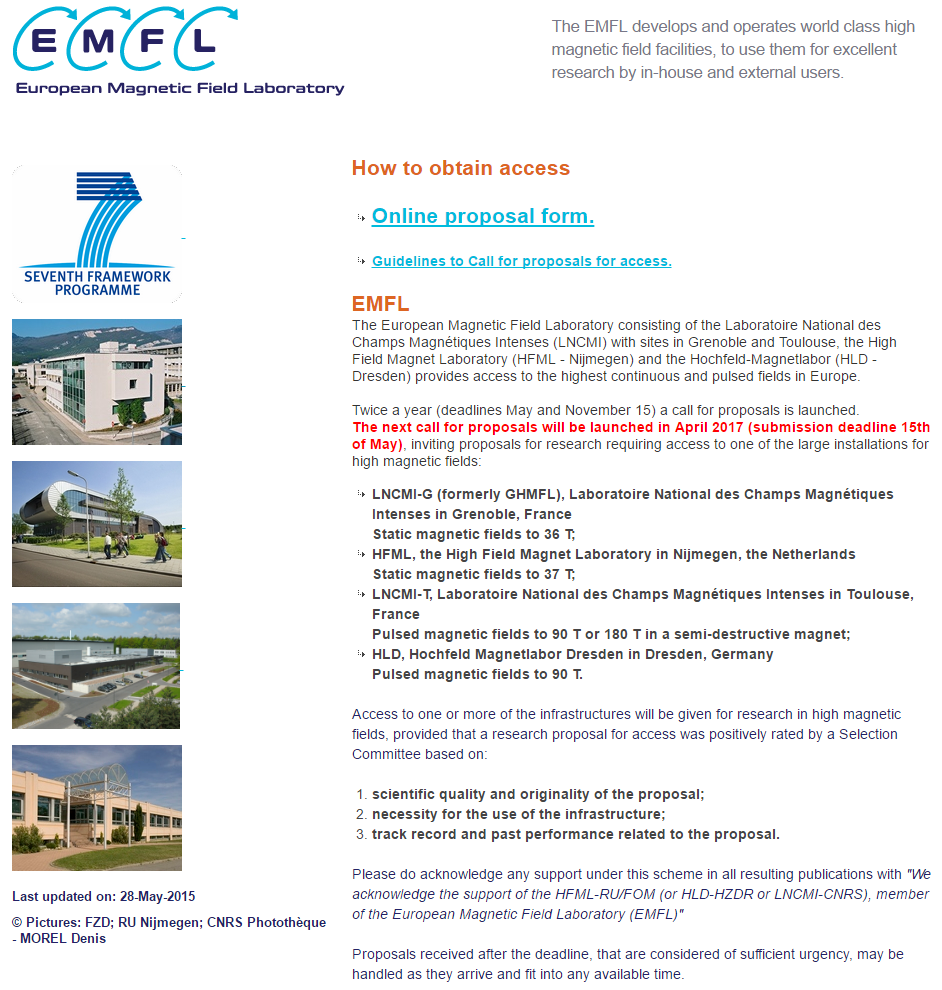 E M F L
European Magnetic Field Laboratory
The EMFL develops and operates world class high
magnetic field facilities, to use them for excellent
research by in-house and external users.
SEVENTH FRAMEWORK
PROGRAMME
How to obtain access
Online proposal form.
Guidelines to Call for proposals for access.
EMFL
The European Magnetic Field Laboratory consisting of the Laboratoire National des
Champs Magnétiques Intenses (LNCMI) with sites in Grenoble and Toulouse, the High
Field Magnet Laboratory (HFML - Nijmegen) and the Hochfeld-Magnetlabor (HLD -
Dresden) provides access to the highest continuous and pulsed fields in Europe.
Twice a year (deadlines May and November 15) a call for proposals is launched.
The next call for proposals will be launched in April 2017 (submission deadline 15th
of May), inviting proposals for research requiring access to one of the large installations for
high magnetic fields:
LNCMI-G (formerly GHMFL), Laboratoire National des Champs Magnétiques
Intenses in Grenoble, France
Static magnetic fields to 36 T;
HFML, the High Field Magnet Laboratory in Nijmegen, the Netherlands
Static magnetic fields to 37 T;
LNCMI-T, Laboratoire National des Champs Magnétiques Intenses in Toulouse,
France
Pulsed magnetic fields to 90 T or 180 T in a semi-destructive magnet;
HLD, Hochfeld Magnetlabor Dresden in Dresden, Germany
Pulsed magnetic fields to 90 T.
Access to one or more of the infrastructures will be given for research in high magnetic
fields, provided that a research proposal for access was positively rated by a Selection
Committee based on:
1. scientific quality and originality of the proposal;
2. necessity for the use of the infrastructure;
3. track record and past performance related to the proposal.
Please do acknowledge any support under this scheme in all resulting publications with "We
acknowledge the support of the HFML-RU/FOM (or HLD-HZDR or LNCMI-CNRS), member
of the European Magnetic Field Laboratory (EMFL)"
Proposals received after the deadline, that are considered of sufficient urgency, may be
handled as they arrive and fit into any available time.
Last updated on: 28-May-2015
© Pictures: FZD; RU Nijmegen; CNRS Photothèque
- MOREL Denis